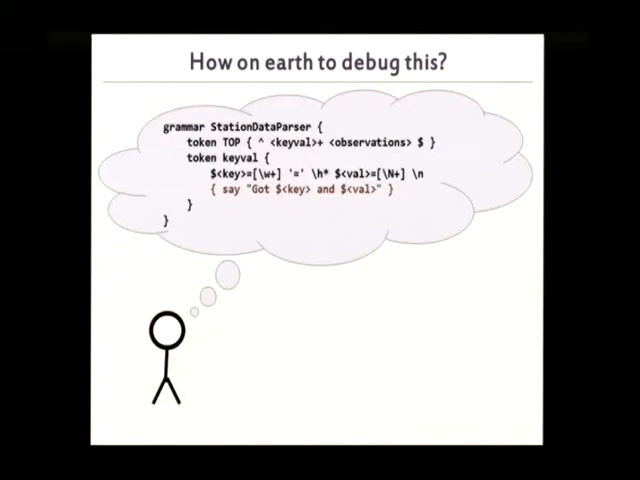 How on earth to debug this?
grammar StationDataParser {
token TOP { ^ <keyval>+ <observations> $ }
token keyval {
$<key>=[\w+] '=' \h* $<val>=[\N+] \n
{ say "Got $<key> and $<val>" }
}
}